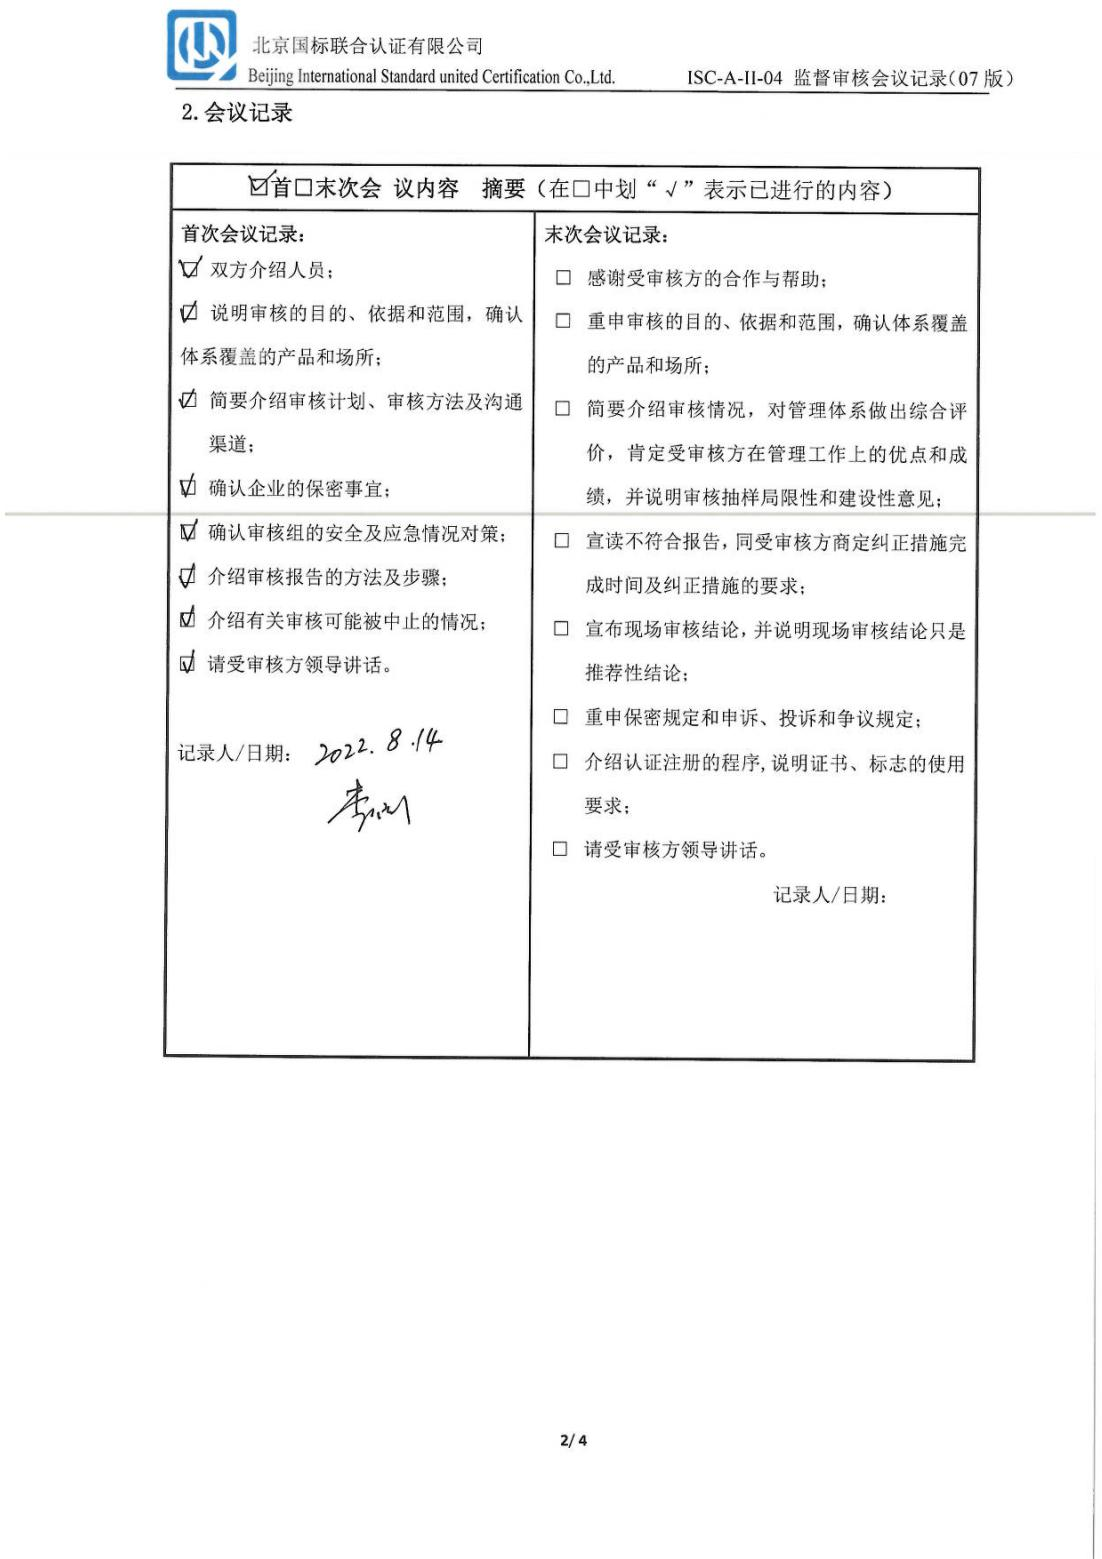 北京国标联合认证有限公司
Beijing International Standard united Certification Co.,Ltd. ISC-A-II-04 监督审核会议记录(07 版)
2.会议记录
☑首□末次会 议内容 摘要(在□中划“√”表示已进行的内容)
首次会议记录:
☑ 双方介绍人员;
☑ 说明审核的目的、依据和范围,确认
体系覆盖的产品和场所;
☑ 简要介绍审核计划、审核方法及沟通
渠道;
☑ 确认企业的保密事宜;
☑ 确认审核组的安全及应急情况对策;
☑ 介绍审核报告的方法及步骤;
☑ 介绍有关审核可能被中止的情况;
☑ 请受审核方领导讲话。
记录人/日期: 2022.8.14
末次会议记录:
□ 感谢受审核方的合作与帮助;
□ 重申审核的目的、依据和范围,确认体系覆盖
的产品和场所;
□ 简要介绍审核情况,对管理体系做出综合评
价,肯定受审核方在管理工作上的优点和成
绩,并说明审核抽样局限性和建设性意见;
□ 宣读不符合报告,同受审核方商定纠正措施完
成时间及纠正措施的要求;
□ 宣布现场审核结论,并说明现场审核结论只是
推荐性结论;
□ 重申保密规定和申诉、投诉和争议规定;
□ 介绍认证注册的程序,说明证书、标志的使用
要求;
□ 请受审核方领导讲话。
记录人/日期:
2/ 4